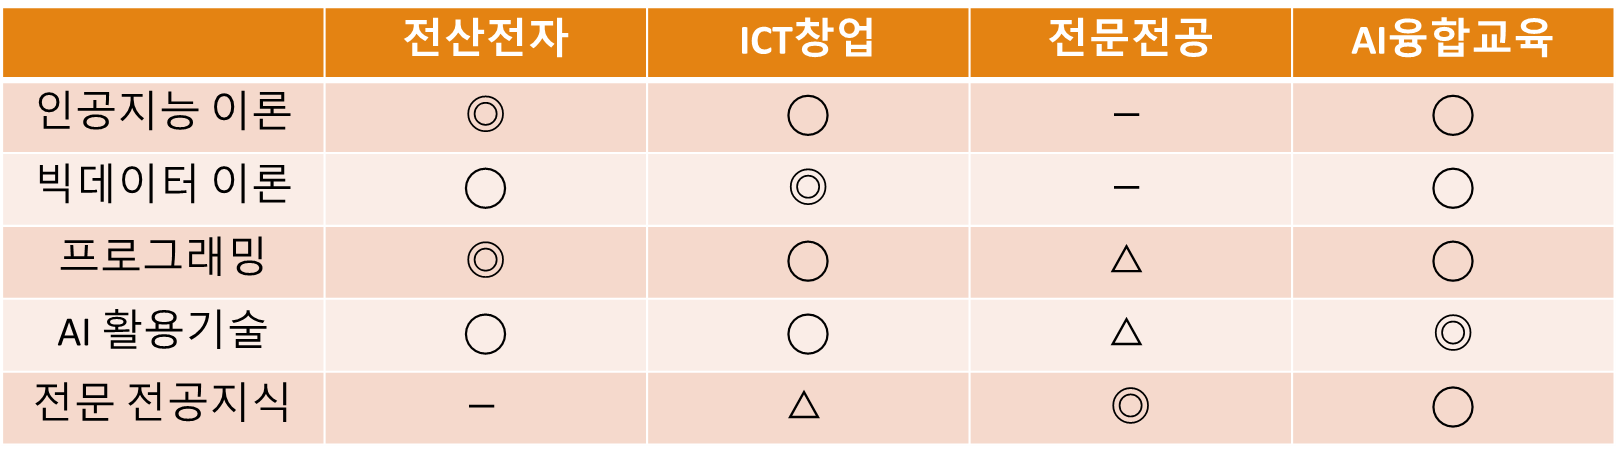 전산전자 ICT창업 전문전공 AI융합교육
인공지능 이론 ◎ ○ – ○
빅데이터 이론 ○ ◎ – ○
프로그래밍 ◎ ○ △ ○
AI 활용기술 ○ ○ △ ◎
전문 전공지식 – △ ◎ ○